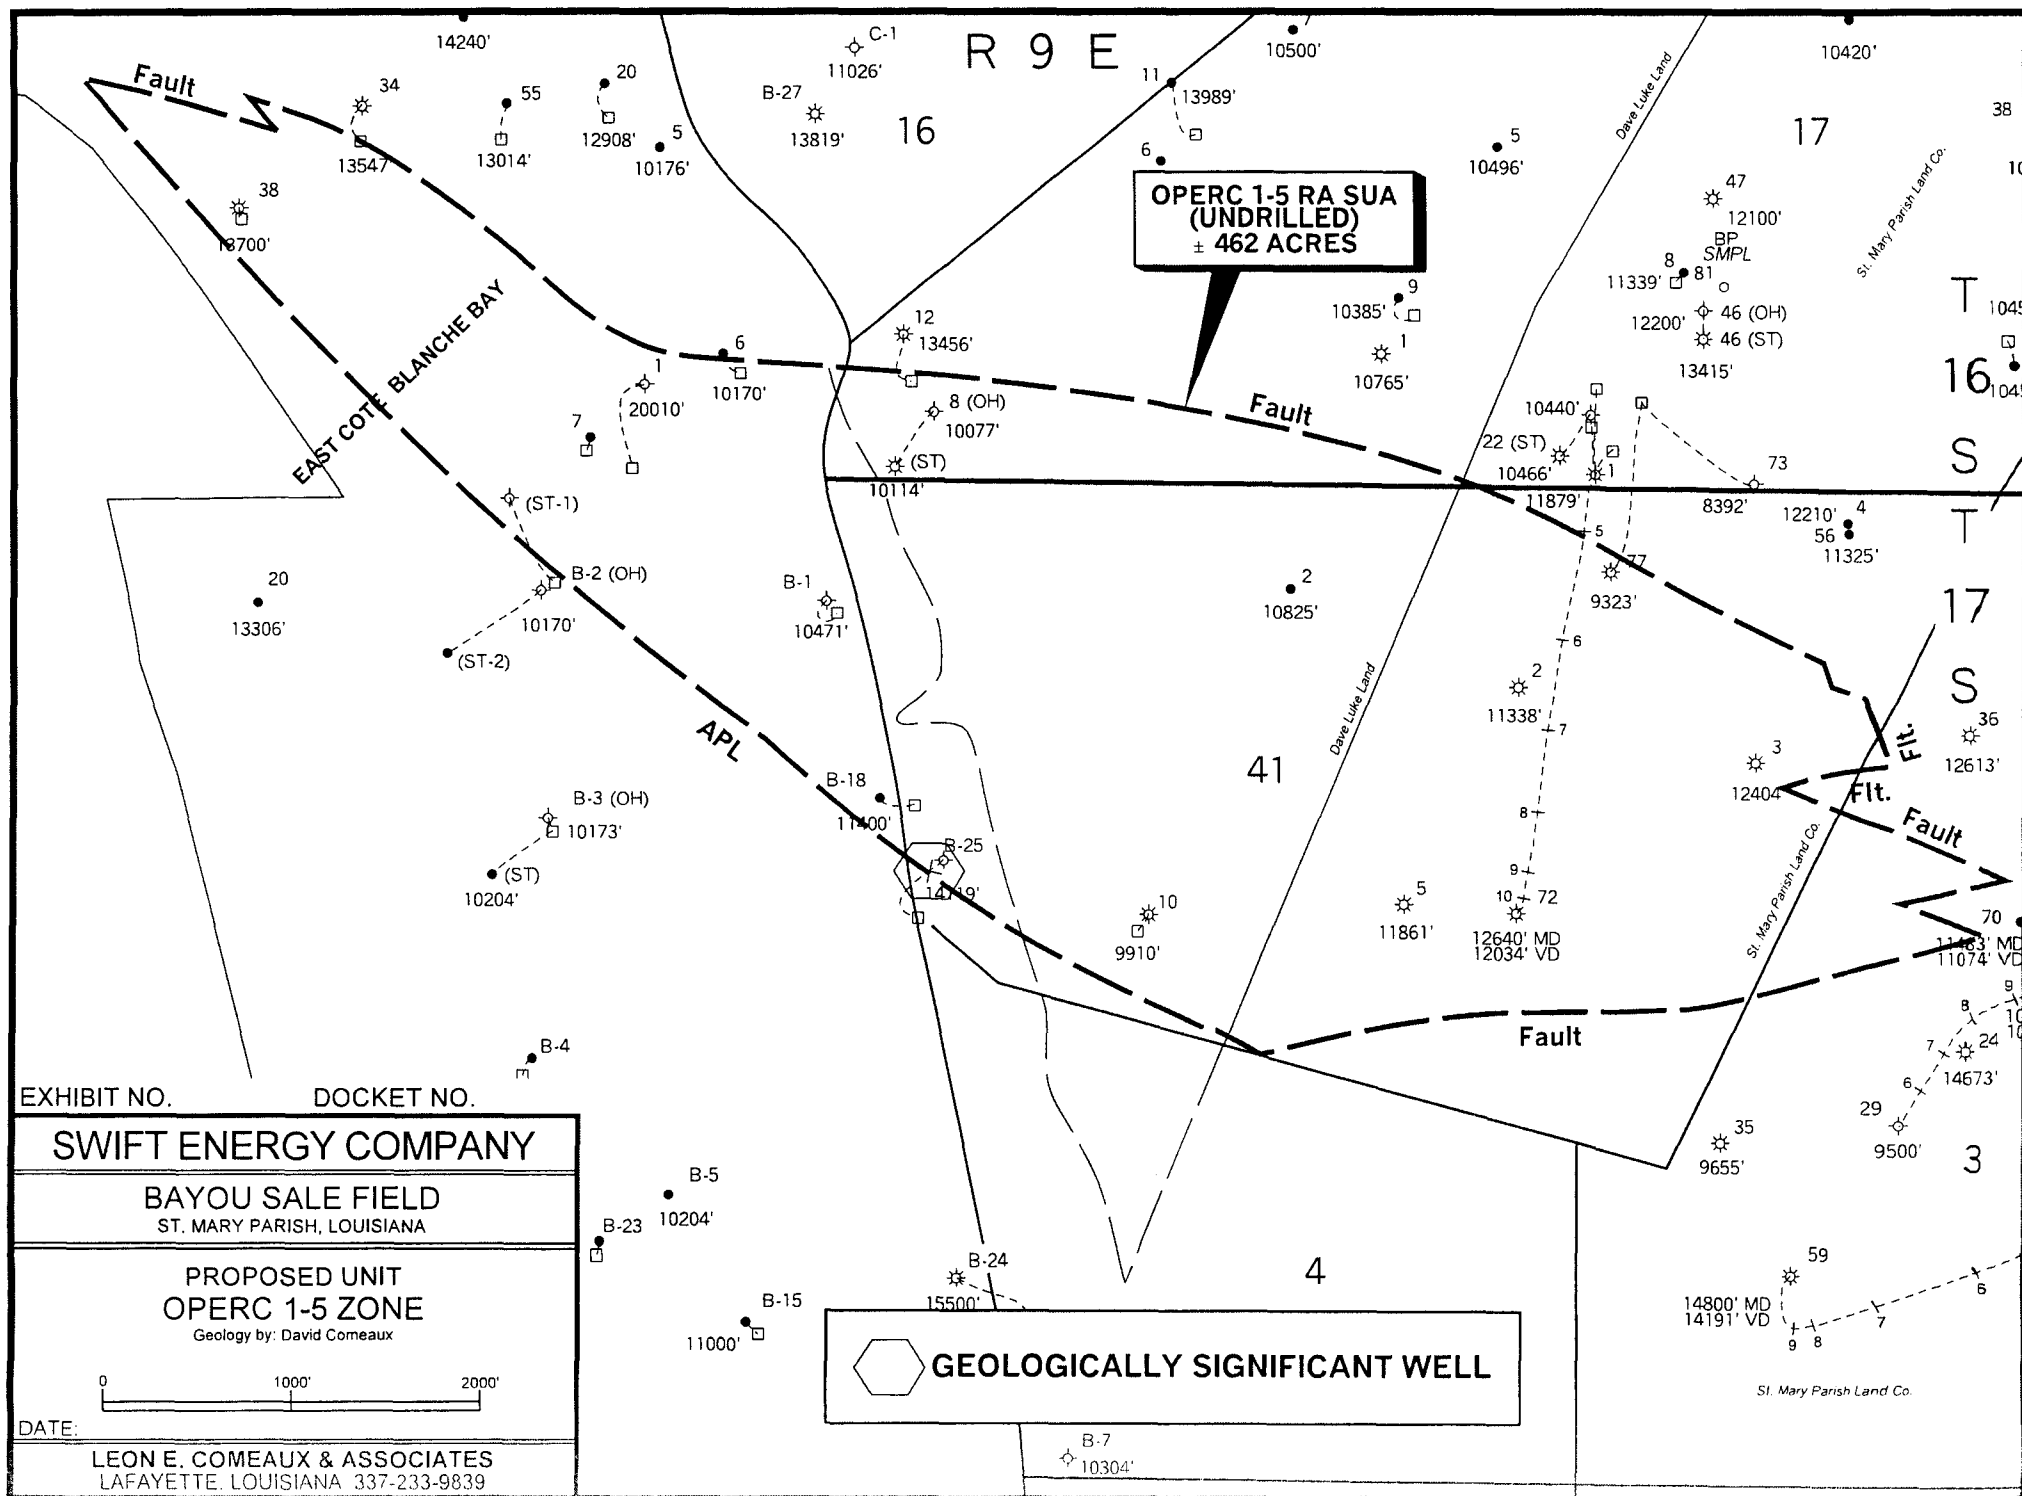 R 9 E
14240'
C-1
11026'
10500'
10420'
Fault
34
13547'
55
13014'
20
12908'
5
10176'
B-27
13819'
16
11
13989'
6
5
10496'
Dave Luke Land
17
38
St. Mary Parish Land Co.
38
13700'
OPERC 1-5 RA SUA
(UNDRILLED)
± 462 ACRES
47
12100'
BP
SMPL
8
11339'
81
46 (OH)
12200'
46 (ST)
13415'
T
16
S
T
17
S
EAST COTE BLANCHE BAY
12
13456'
9
10385'
1
10765'
6
10170'
1
20010'
7
8 (OH)
10077'
(ST)
10114'
Fault
10440'
22 (ST)
10466'
1
11879'
73
8392'
12210'
4
56
11325'
(ST-1)
B-2 (OH)
10170'
(ST-2)
20
13306'
B-1
10471'
2
10825'
5
77
9323'
6
2
11338'
7
8
9
10
72
12640' MD
12034' VD
Dave Luke Land
APL
41
3
12404'
Flt.
Flt.
36
12613'
Fault
B-18
11400'
B-25
14119'
B-3 (OH)
10173'
(ST)
10204'
10
9910'
5
11861'
St. Mary Parish Land Co.
70
11483' MD
11074' VD
Fault
9
8
7
6
24
14673'
29
9500'
35
9655'
3
B-4
B-5
10204'
B-23
B-24
15500'
B-15
11000'
4
59
14800' MD
14191' VD
9
8
7
6
St. Mary Parish Land Co.
B-7
10304'
GEOLOGICALLY SIGNIFICANT WELL
EXHIBIT NO. DOCKET NO.
SWIFT ENERGY COMPANY
BAYOU SALE FIELD
ST. MARY PARISH, LOUISIANA
PROPOSED UNIT
OPERC 1-5 ZONE
Geology by: David Comeaux
0 1000' 2000'
DATE:
LEON E. COMEAUX & ASSOCIATES
LAFAYETTE, LOUISIANA 337-233-9839